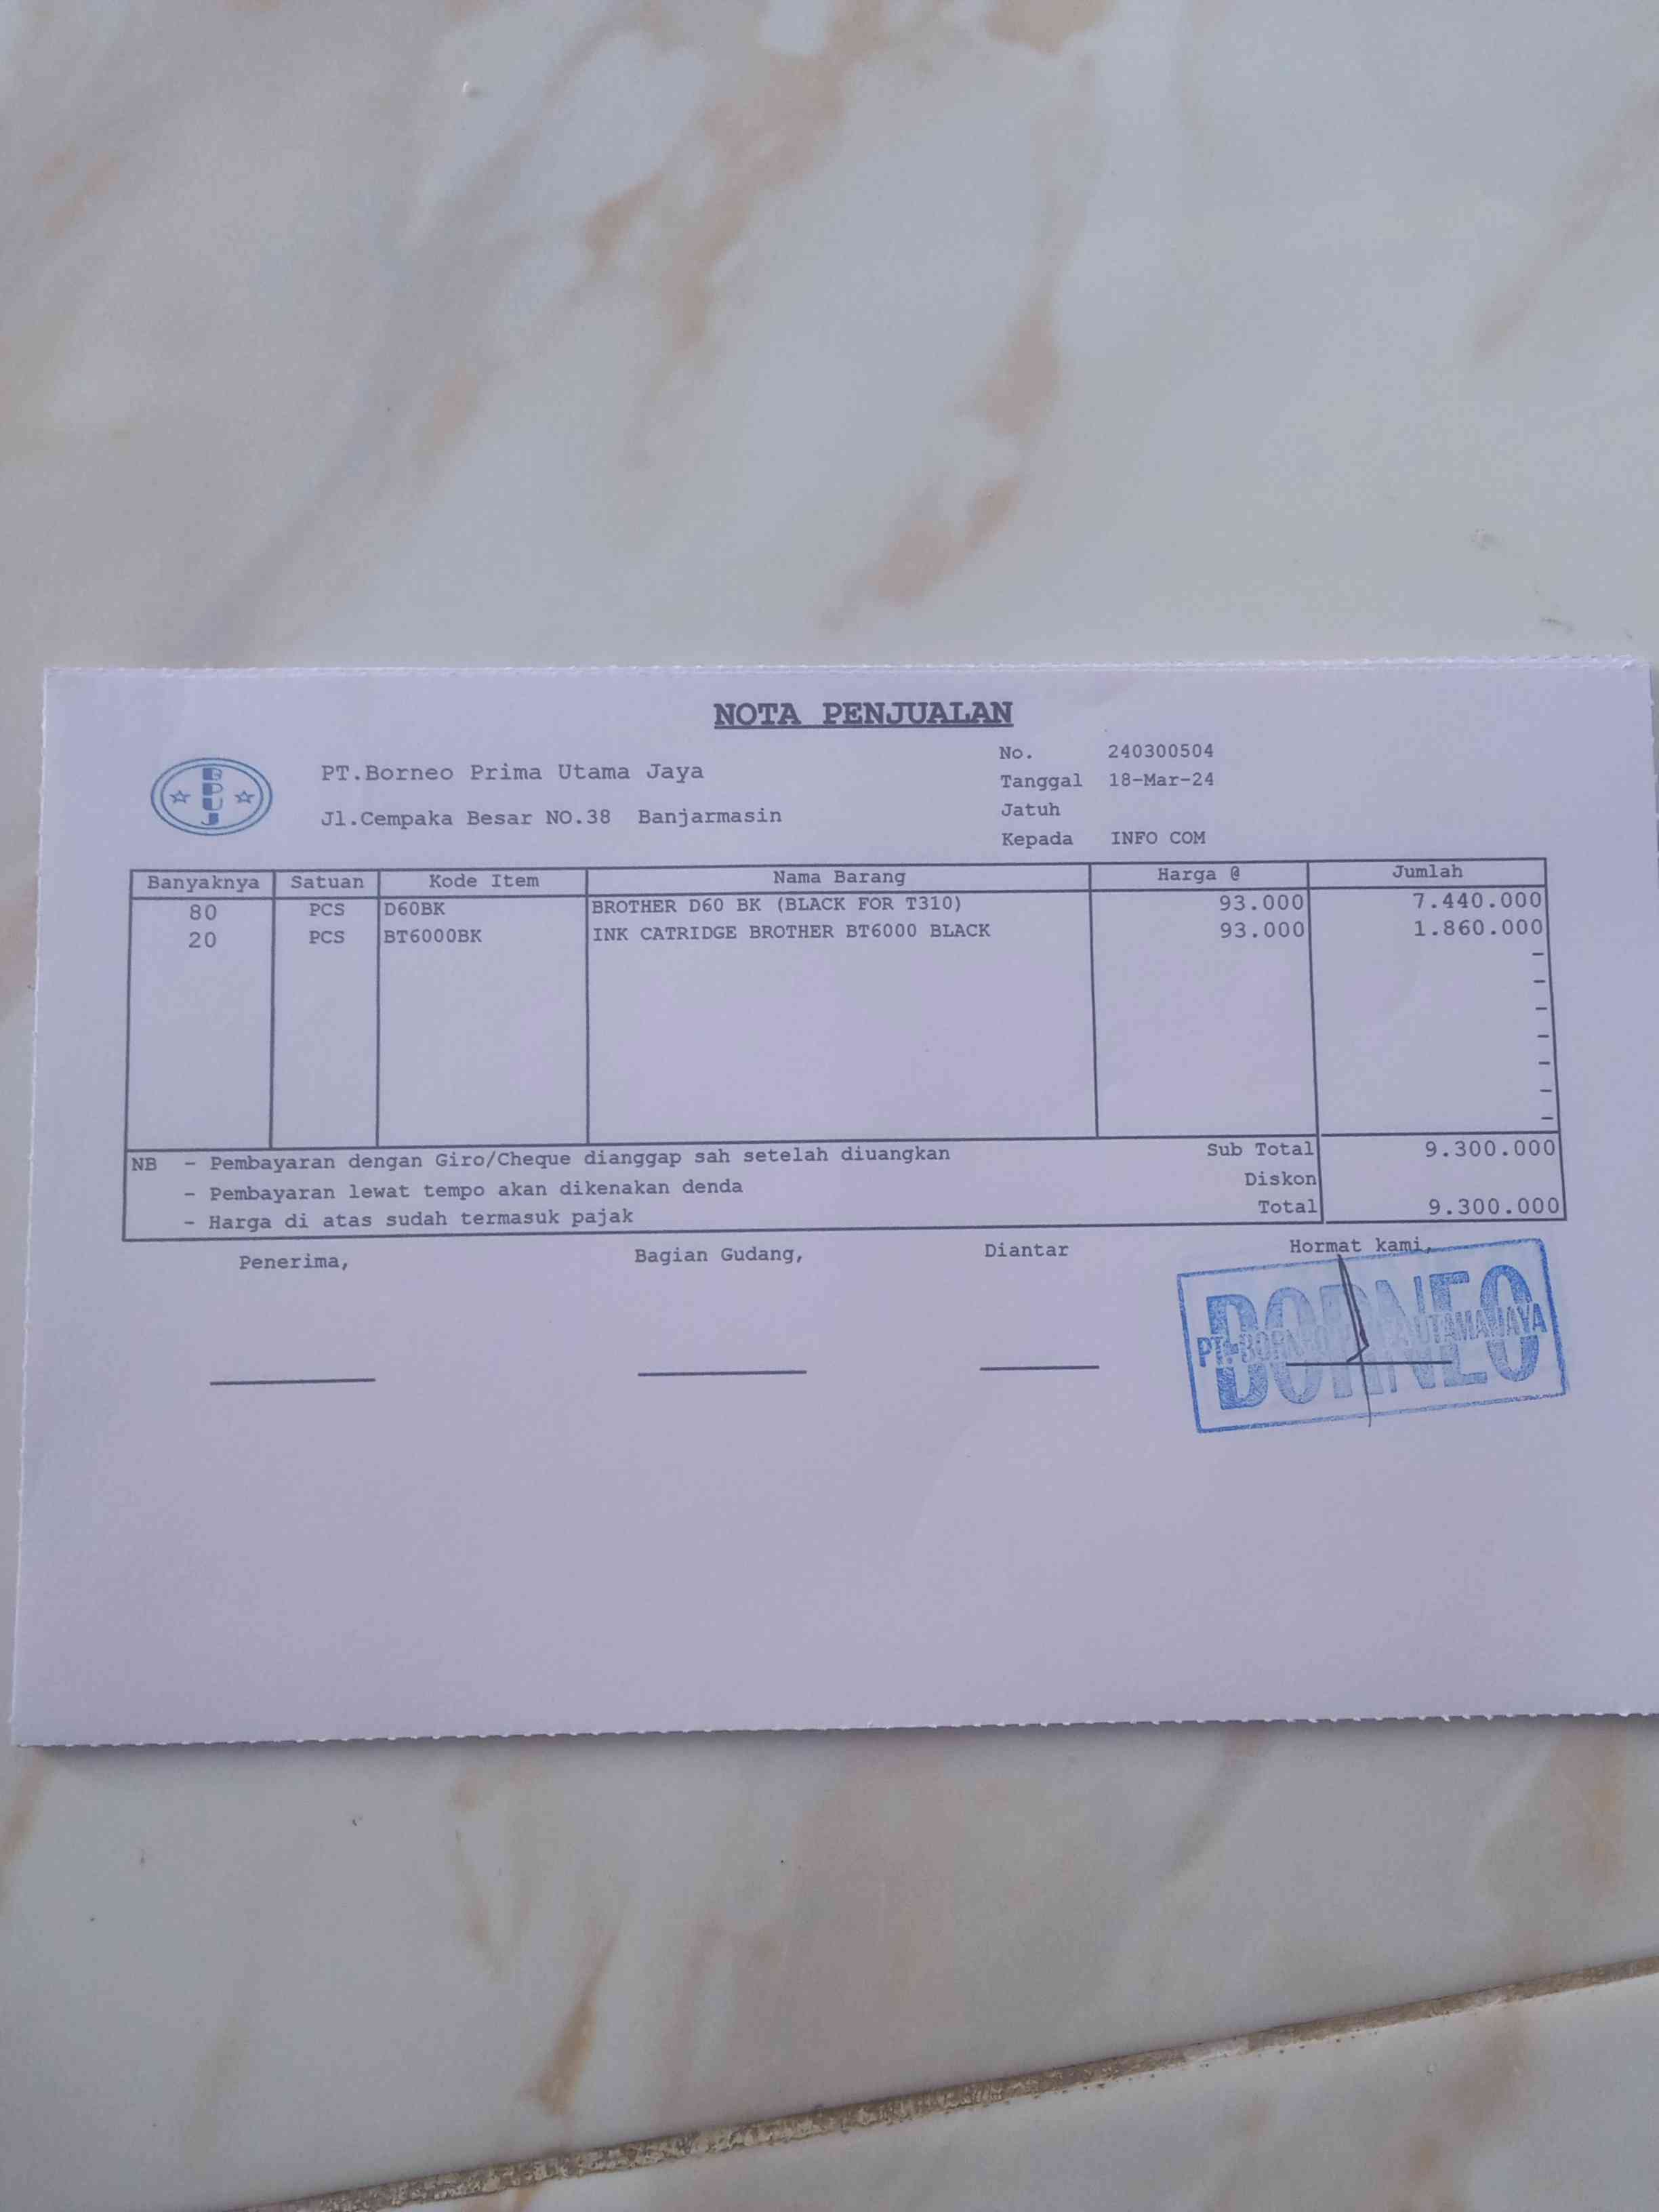 NOTA PENJUALAN
BPUJ
PT.Borneo Prima Utama Jaya
Jl.Cempaka Besar NO.38 Banjarmasin
No. 240300504
Tanggal 18-Mar-24
Jatuh
Kepada INFO COM
Banyaknya Satuan Kode Item Nama Barang Harga @ Jumlah
80 PCS D60BK BROTHER D60 BK (BLACK FOR T310) 93.000 7.440.000
20 PCS BT6000BK INK CATRIDGE BROTHER BT6000 BLACK 93.000 1.860.000
-
-
-
-
-
-
-
NB - Pembayaran dengan Giro/Cheque dianggap sah setelah diuangkan Sub Total 9.300.000
- Pembayaran lewat tempo akan dikenakan denda Diskon
- Harga di atas sudah termasuk pajak Total 9.300.000
Penerima, Bagian Gudang, Diantar Hormat kami,
BORNEO
PT. BORNEO UTAMA JAYA